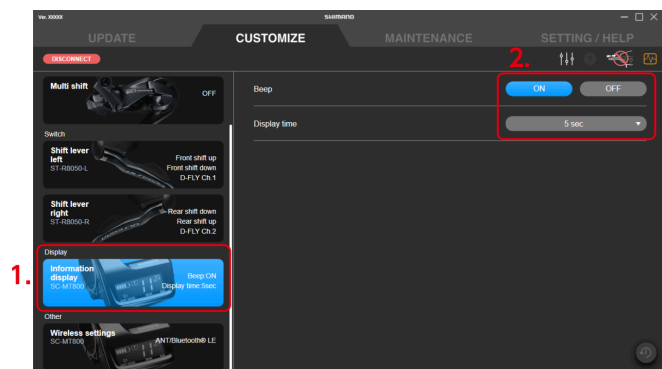 Ver. XXXXX
SHIMANO
UPDATE
CUSTOMIZE
MAINTENANCE
SETTING / HELP
DISCONNECT
2.
Multi shift
OFF
Beep
ON
OFF
Display time
5 sec
Switch
Shift lever
left
ST-R8050-L
Front shift up
Front shift down
D-FLY Ch.1
Shift lever
right
ST-R8050-R
Rear shift down
Rear shift up
D-FLY Ch.2
Display
1.
Information
display
SC-MT800
Beep:ON
Display time:5sec
Other
Wireless settings
SC-MT800
ANT/Bluetooth® LE